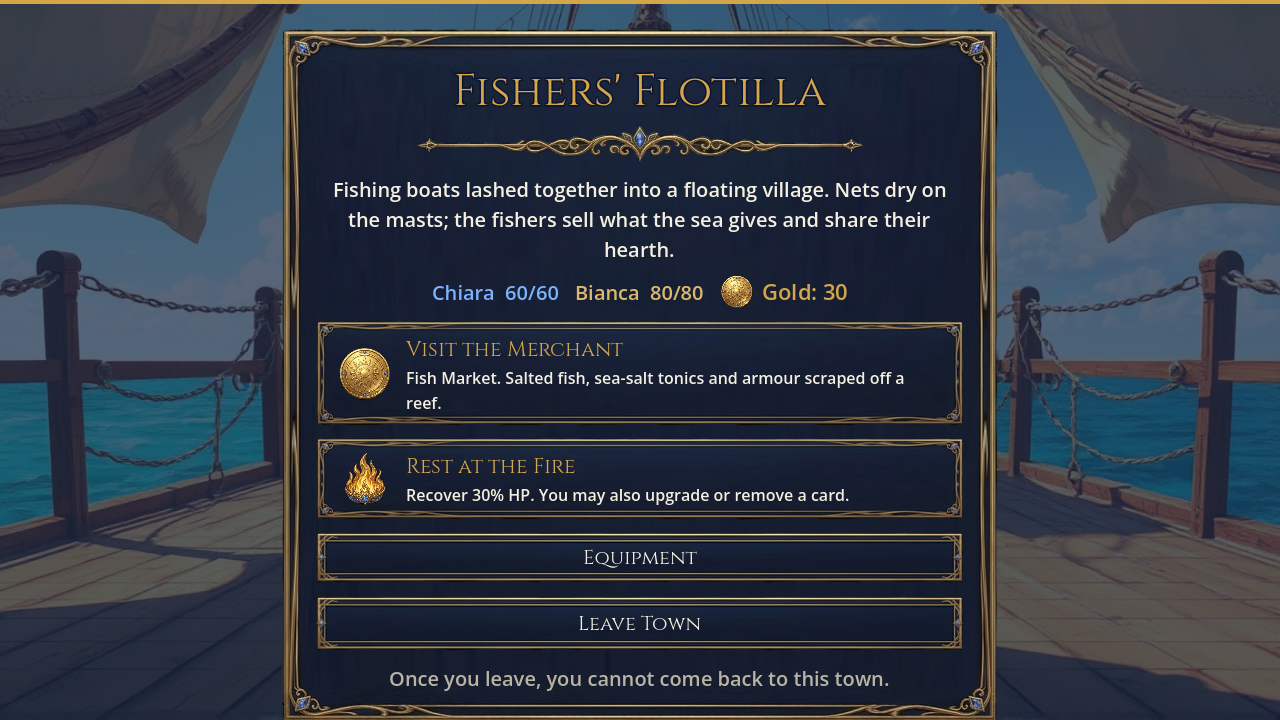 Fishers' Flotilla
Fishing boats lashed together into a floating village. Nets dry on
the masts; the fishers sell what the sea gives and share their
hearth.
Chiara 60/60 Bianca 80/80 Gold: 30
Visit the Merchant
Fish Market. Salted fish, sea-salt tonics and armour scraped off a
reef.
Rest at the Fire
Recover 30% HP. You may also upgrade or remove a card.
Equipment
Leave Town
Once you leave, you cannot come back to this town.